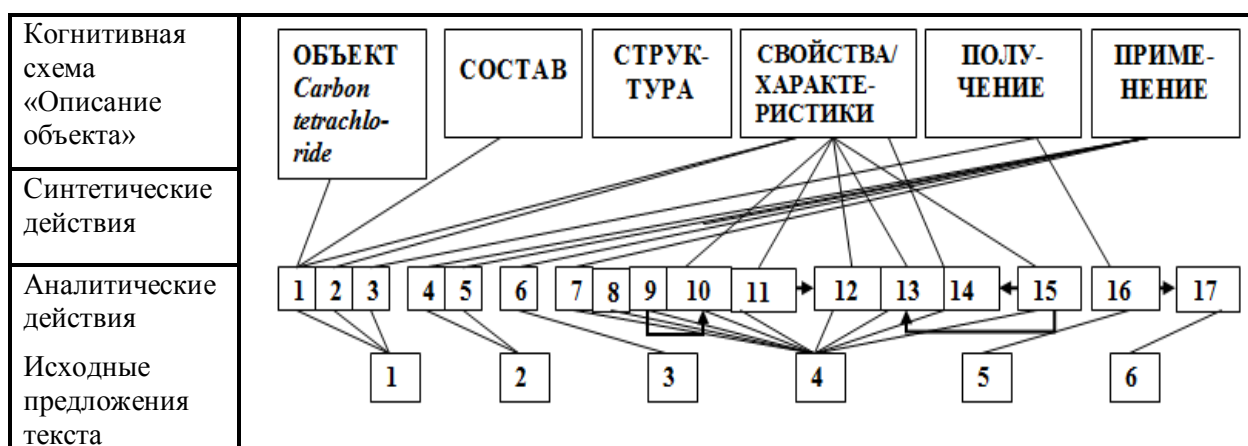 Когнитивная
схема
«Описание
объекта»
Синтетические
действия
Аналитические
действия
Исходные
предложения
текста
ОБЪЕКТ
Carbon
tetrachlo-
ride
СОСТАВ
СТРУК-
ТУРА
СВОЙСТВА/
ХАРАКТЕ-
РИСТИКИ
ПОЛУ-
ЧЕНИЕ
ПРИМЕ-
НЕНИЕ
1 2 3 4 5 6 7 8 9 10 11 12 13 14 15 16 17
1 2 3 4 5 6